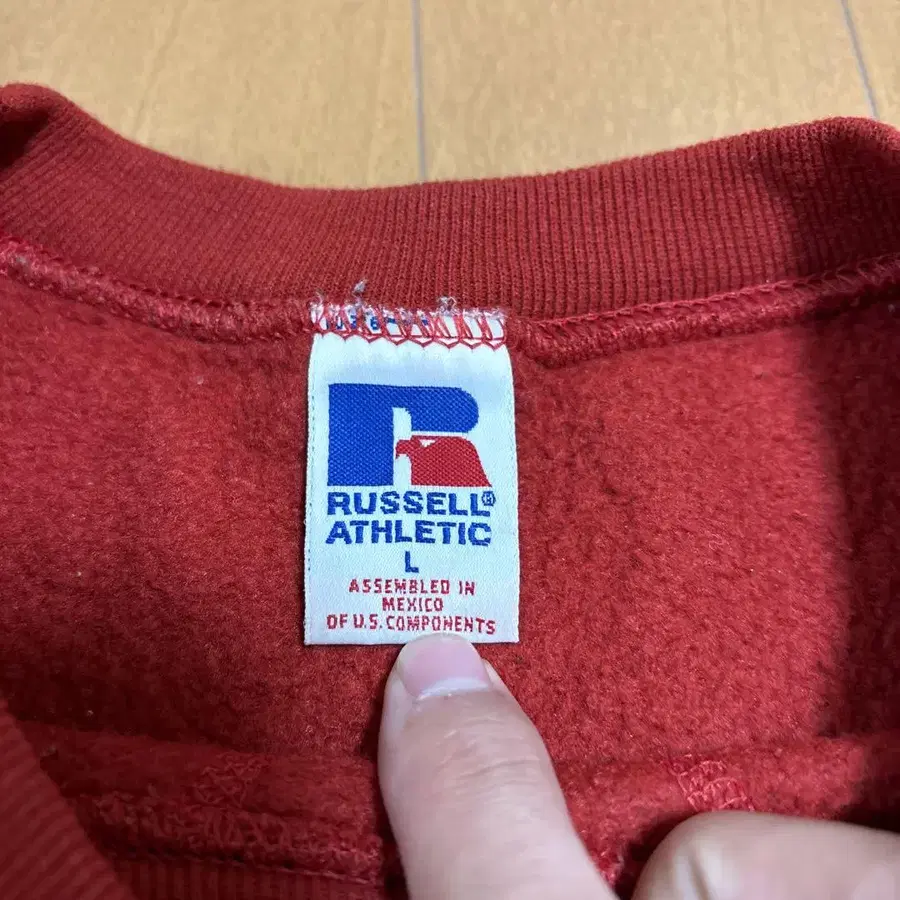 RUSSELL®
ATHLETIC
L
ASSEMBLED IN
MEXICO
OF U.S. COMPONENTS